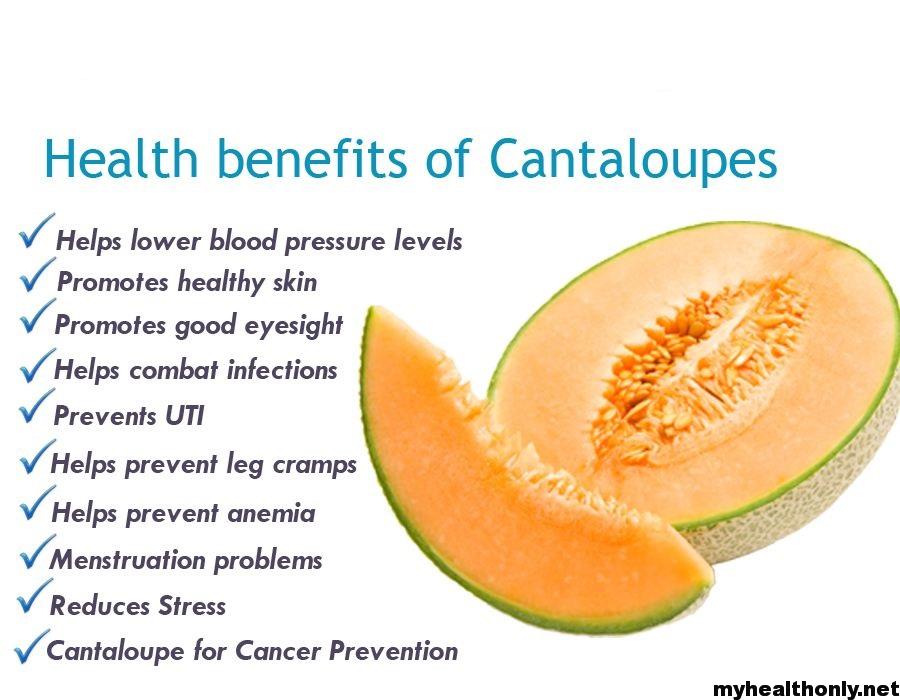 Health benefits of Cantaloupes
Helps lower blood pressure levels
Promotes healthy skin
Promotes good eyesight
Helps combat infections
Prevents UTI
Helps prevent leg cramps
Helps prevent anemia
Menstruation problems
Reduces Stress
Cantaloupe for Cancer Prevention
myhealthonly.net